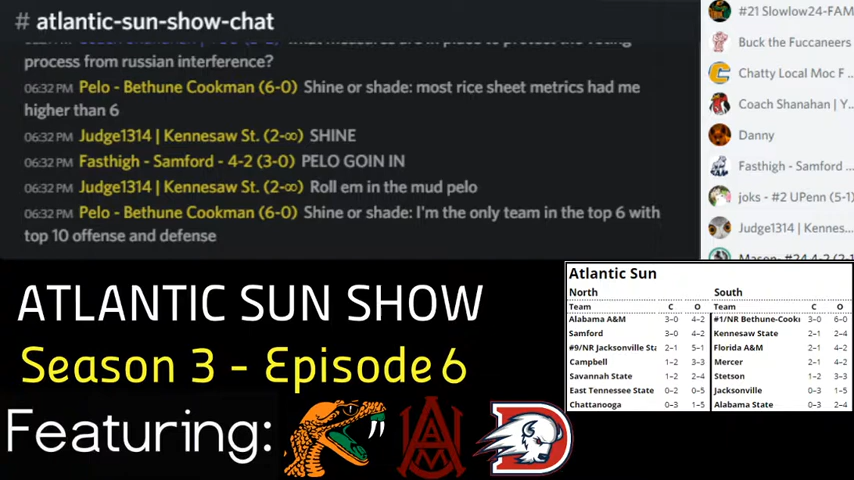 # atlantic-sun-show-chat
process from russian interference?
06:32 PM Pelo - Bethune Cookman (6-0) Shine or shade: most rice sheet metrics had me
higher than 6
06:32 PM Judge1314 | Kennesaw St. (2-∞) SHINE
06:32 PM Fasthigh - Samford - 4-2 (3-0) PELO GOIN IN
06:32 PM Judge1314 | Kennesaw St. (2-∞) Roll em in the mud pelo
06:32 PM Pelo - Bethune Cookman (6-0) Shine or shade: I'm the only team in the top 6 with
top 10 offense and defense
#21 Slowlow24-FAM
Buck the Fuccaneers
Chatty Local Moc F ..
Coach Shanahan | Y...
Danny
Fasthigh - Samford ...
joks - #2 UPenn (5-1)
Judge1314 | Kennes...
Mason- #24 4-2 (2-1
ATLANTIC SUN SHOW
Season 3 - Episode 6
Featuring:
Atlantic Sun
North South
Team C O Team C O
Alabama A&M 3-0 4-2 #1/NR Bethune-Cook 3-0 6-0
Samford 3-0 4-2 Kennesaw State 2-1 2-4
#9/NR Jacksonville Sta 2-1 5-1 Florida A&M 2-1 4-2
Campbell 1-2 3-3 Mercer 2-1 4-2
Savannah State 1-2 2-4 Stetson 1-2 3-3
East Tennessee State 0-2 0-5 Jacksonville 0-3 1-5
Chattanooga 0-3 1-5 Alabama State 0-3 2-4